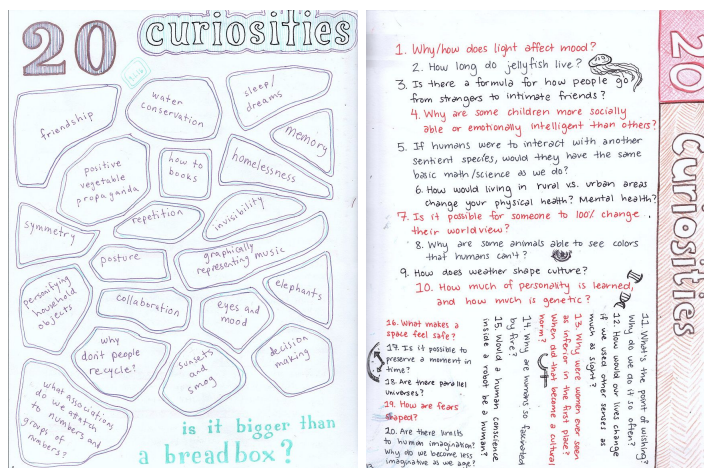 20 curiosities
friendship
water
conservation
sleep/
dreams
memory
positive
vegetable
propaganda
how to
books
homelessness
symmetry
repetition
invisibility
posture
graphically
representing music
personifying
household
objects
collaboration
eyes and
mood
elephants
why
don't people
recycle?
sunsets
and
smog
decision
making
what associations
do we attatch
to numbers and
groups of
numbers?
is it bigger than
a breadbox?
1. Why/how does light affect mood?
2. How long do jellyfish live?
3. Is there a formula for how people go
from strangers to intimate friends?
4. Why are some children more socially
able or emotionally intelligent than others?
5. If humans were to interact with another
sentient species, would they have the same
basic math/science as we do?
6. How would living in rural vs. urban areas
change your physical health? Mental health?
7. Is it possible for someone to 100% change
their worldview?
8. Why are some animals able to see colors
that humans can't?
9. How does weather shape culture?
10. How much of personality is learned,
and how much is genetic?
11. What's the point of wishing?
Why do we do it so often?
12. How would our lives change
if we used other senses as
much as sight?
13. Why were women ever seen
as inferior in the first place?
When did that become a cultural
norm?
14. Why are humans so fascinated
by fire?
15. Would a human conscience
inside a robot be a human?
16. What makes a
space feel safe?
17. Is it possible to
preserve a moment in
time?
18. Are there parallel
universes?
19. How are fears
shaped?
20. Are there limits
to human imagination?
Why do we become less
imaginative as we age?
20 Curiosities